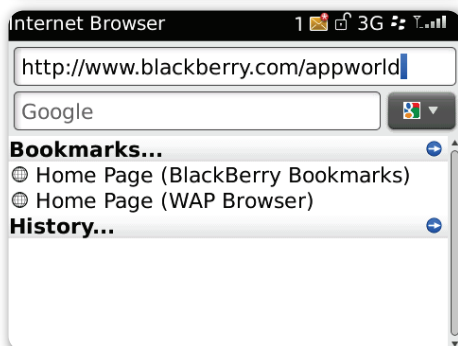 Internet Browser 1 3G
http://www.blackberry.com/appworld
Google
Bookmarks...
Home Page (BlackBerry Bookmarks)
Home Page (WAP Browser)
History...